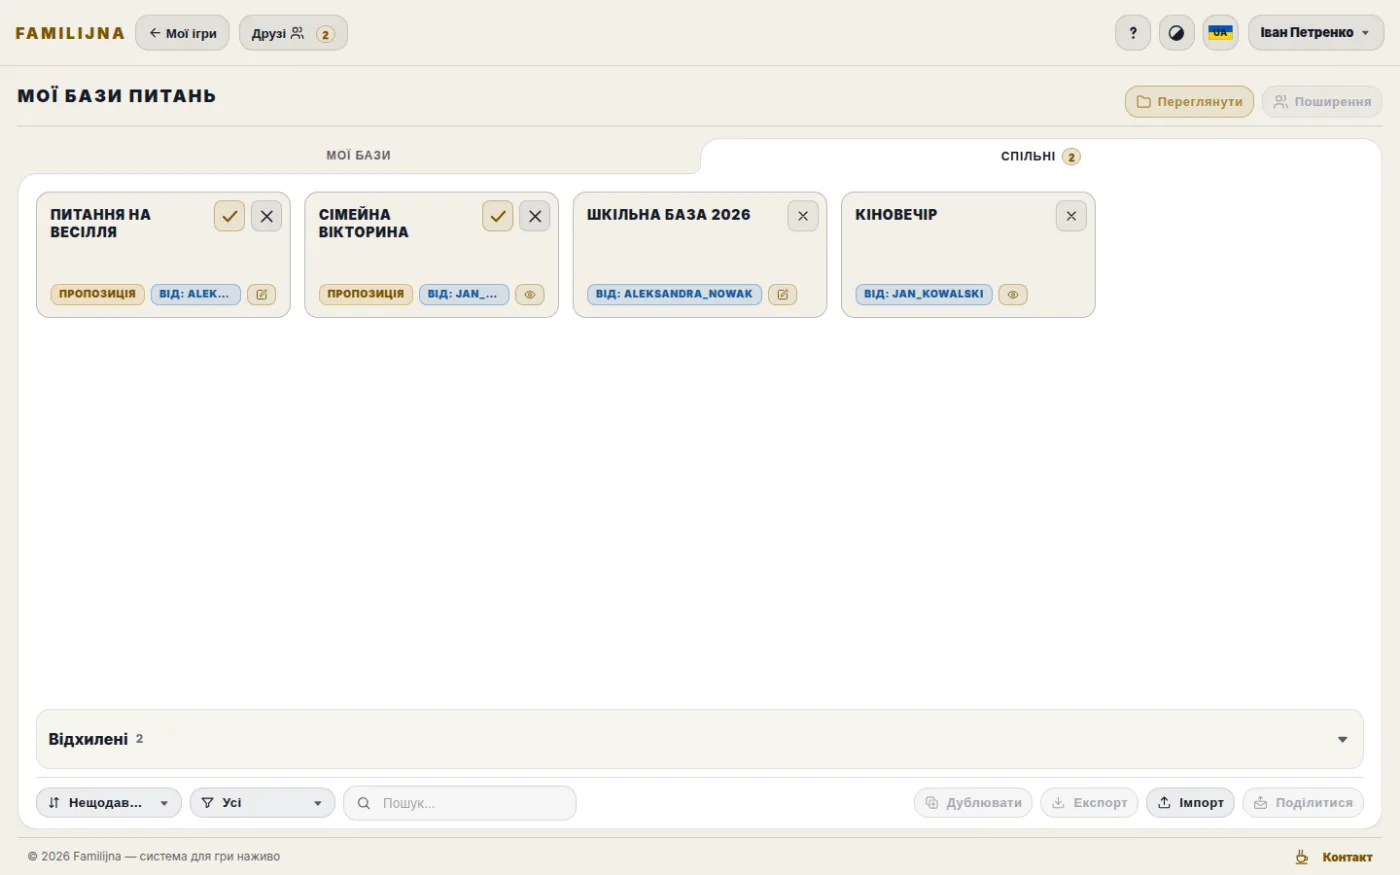 FAMILIJNA
Мої ігри
Друзі 2
?
UA
Іван Петренко
МОЇ БАЗИ ПИТАНЬ
Переглянути
Поширення
МОЇ БАЗИ
СПІЛЬНІ 2
ПИТАННЯ НА
ВЕСІЛЛЯ
ПРОПОЗИЦІЯ
ВІД: ALEK...
СІМЕЙНА
ВІКТОРИНА
ПРОПОЗИЦІЯ
ВІД: JAN_...
ШКІЛЬНА БАЗА 2026
ВІД: ALEKSANDRA_NOWAK
КІНОВЕЧІР
ВІД: JAN_KOWALSKI
Відхилені 2
Нещодав...
Усі
Пошук...
Дублювати
Експорт
Імпорт
Поділитися
© 2026 Familijna — система для гри наживо
Контакт